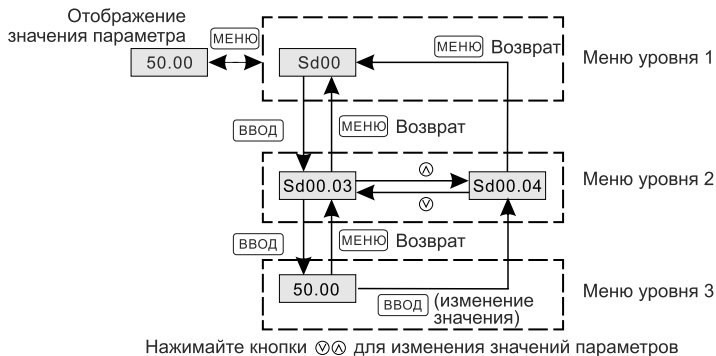 Отображение
значения параметра
МЕНЮ
50.00
Sd00
МЕНЮ Возврат
Меню уровня 1
ВВОД
МЕНЮ Возврат
Sd00.03
Sd00.04
Меню уровня 2
ВВОД
МЕНЮ Возврат
50.00
ВВОД (изменение
значения)
Меню уровня 3
Нажимайте кнопки для изменения значений параметров